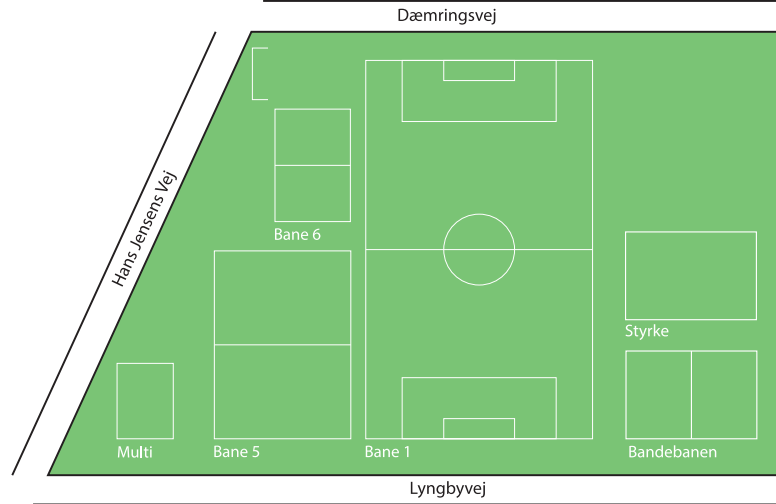 Dæmringsvej
Hans Jensens Vej
Bane 6
Styrke
Multi
Bane 5
Bane 1
Bandebanen
Lyngbyvej